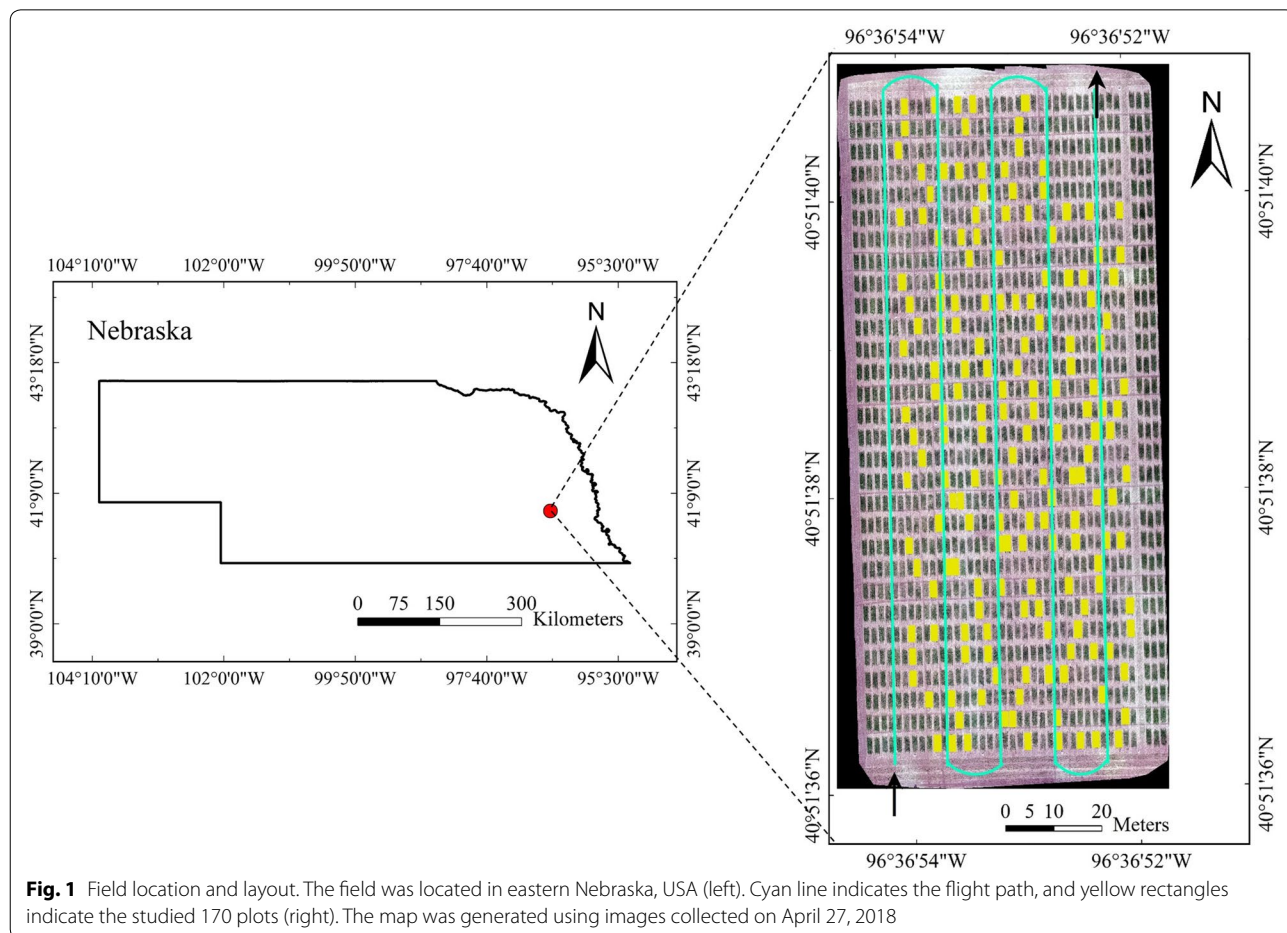 104°10'0"W 102°0'0"W 99°50'0"W 97°40'0"W 95°30'0"W
Nebraska
N
43°18'0"N
41°9'0"N
39°0'0"N
43°18'0"N
41°9'0"N
39°0'0"N
0 75 150 300
Kilometers
104°10'0"W 102°0'0"W 99°50'0"W 97°40'0"W 95°30'0"W
96°36'54"W 96°36'52"W
N
40°51'40"N
40°51'38"N
40°51'36"N
40°51'40"N
40°51'38"N
40°51'36"N
0 5 10 20
Meters
96°36'54"W 96°36'52"W
Fig. 1 Field location and layout. The field was located in eastern Nebraska, USA (left). Cyan line indicates the flight path, and yellow rectangles
indicate the studied 170 plots (right). The map was generated using images collected on April 27, 2018